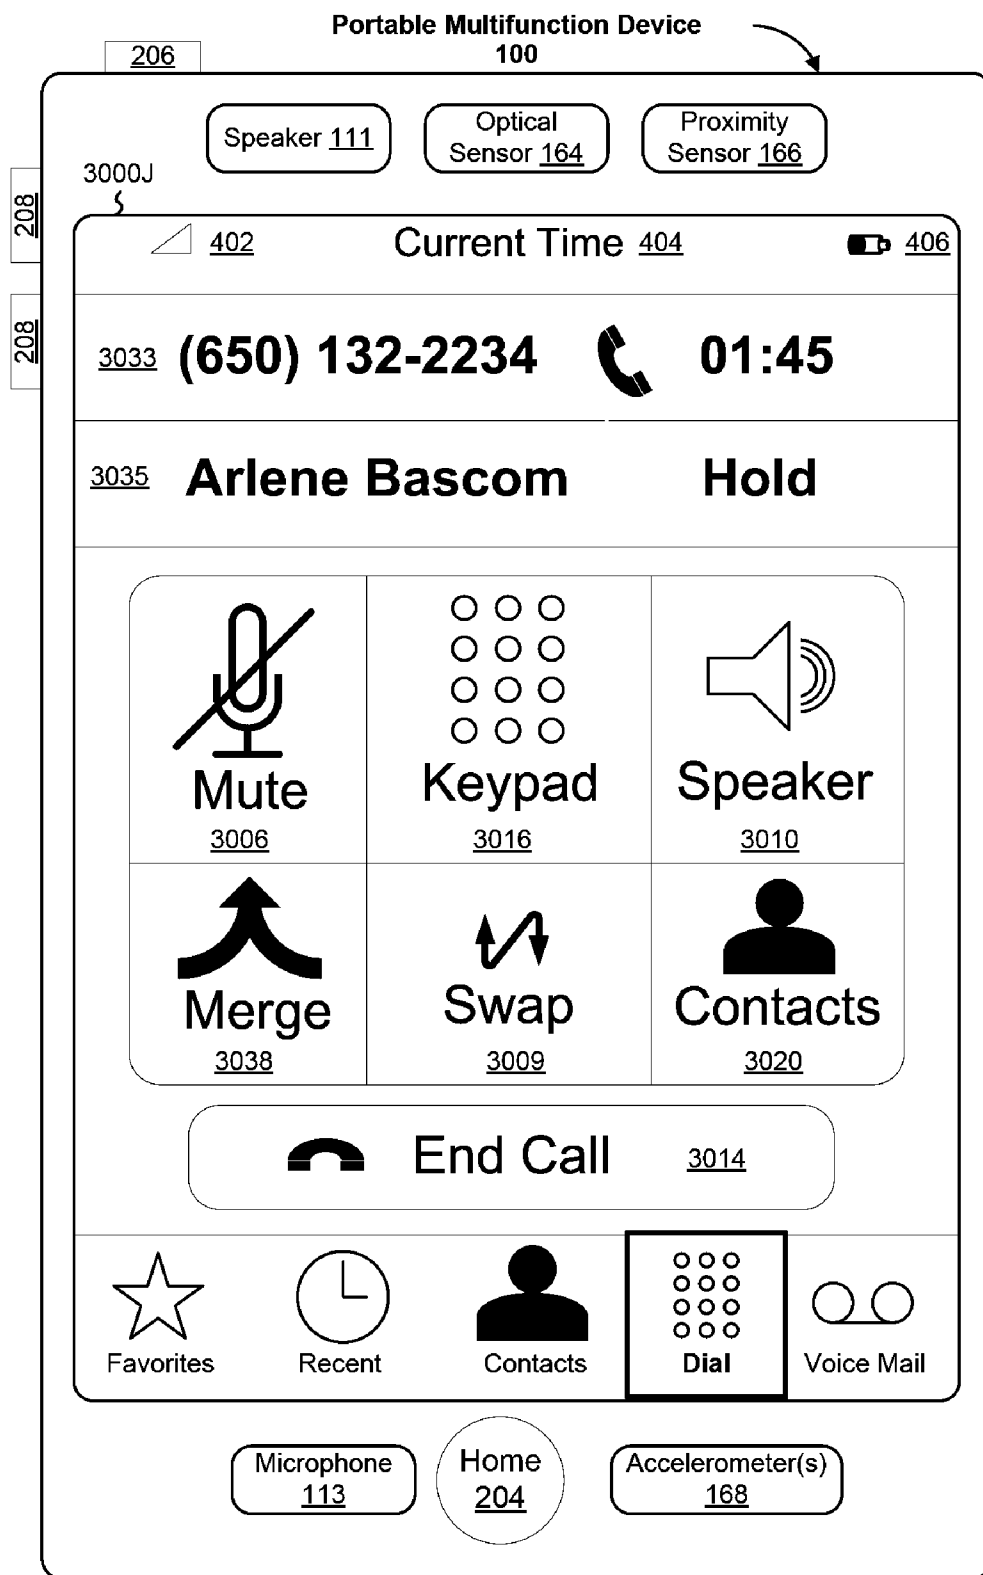 Portable Multifunction Device
100
206
Speaker 111
Optical
Sensor 164
Proximity
Sensor 166
3000J
208
208
402
Current Time 404
406
3033 (650) 132-2234 01:45
3035 Arlene Bascom Hold
Mute
3006
Keypad
3016
Speaker
3010
Merge
3038
Swap
3009
Contacts
3020
End Call 3014
Favorites
Recent
Contacts
Dial
Voice Mail
Microphone
113
Home
204
Accelerometer(s)
168